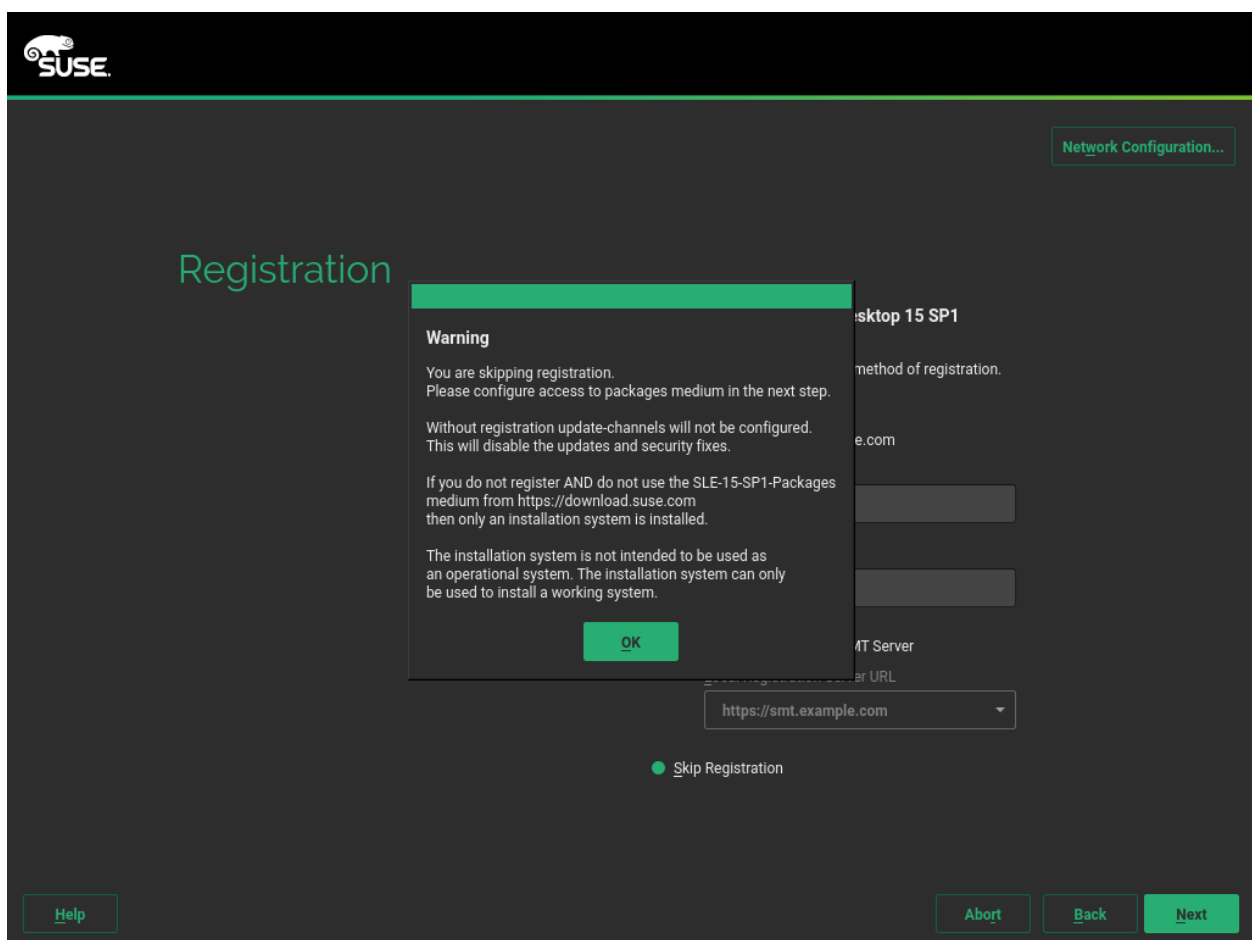 SUSE.
Network Configuration...
Registration
Desktop 15 SP1
method of registration.
e.com
Warning
You are skipping registration.
Please configure access to packages medium in the next step.
Without registration update-channels will not be configured.
This will disable the updates and security fixes.
If you do not register AND do not use the SLE-15-SP1-Packages
medium from https://download.suse.com
then only an installation system is installed.
The installation system is not intended to be used as
an operational system. The installation system can only
be used to install a working system.
OK
Server
URL
https://smt.example.com
Skip Registration
Help
Abort
Back
Next